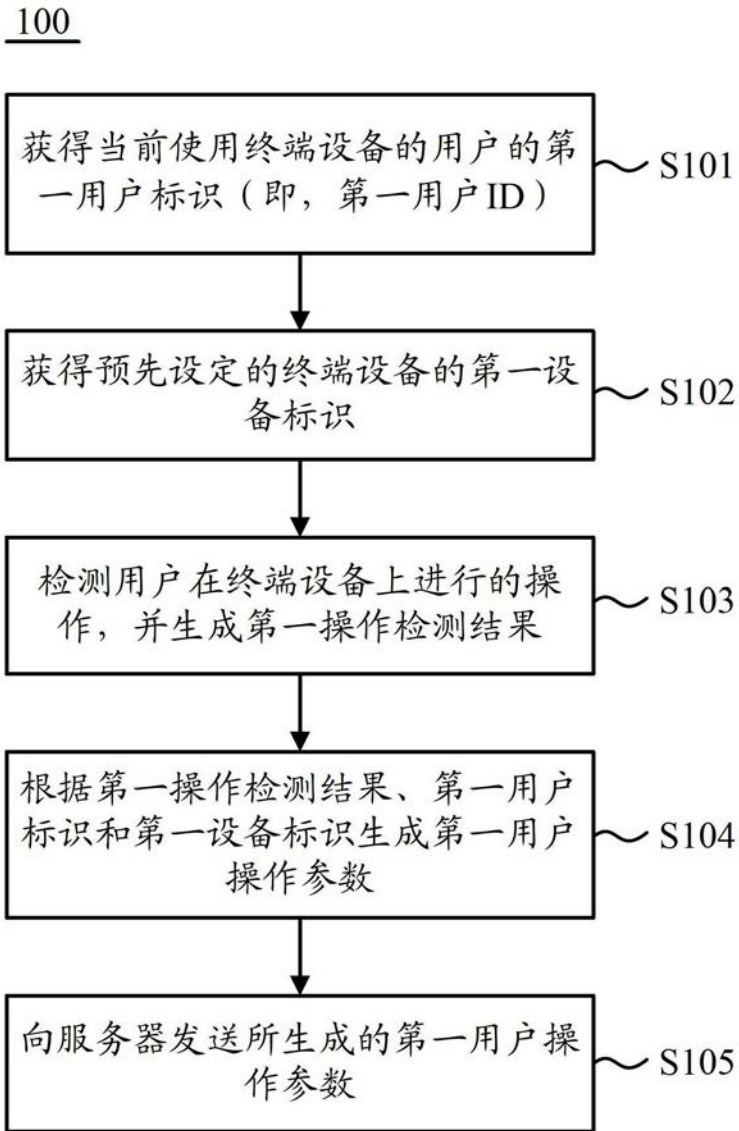 100
获得当前使用终端设备的用户的第
一用户标识（即，第一用户ID）
S101
获得预先设定的终端设备的第一设
备标识
S102
检测用户在终端设备上进行的操
作，并生成第一操作检测结果
S103
根据第一操作检测结果、第一用户
标识和第一设备标识生成第一用户
操作参数
S104
向服务器发送所生成的第一用户操
作参数
S105